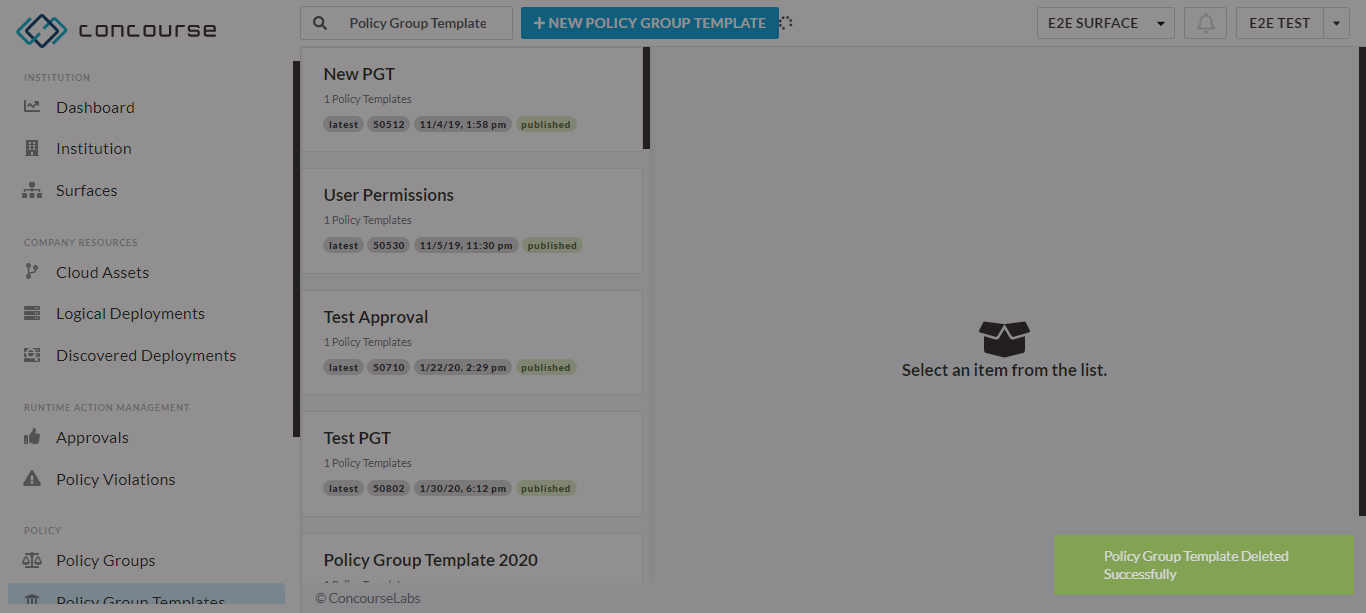 concourse
Policy Group Template
NEW POLICY GROUP TEMPLATE
E2E SURFACE
E2E TEST
INSTITUTION
Dashboard
Institution
Surfaces
COMPANY RESOURCES
Cloud Assets
Logical Deployments
Discovered Deployments
RUNTIME ACTION MANAGEMENT
Approvals
Policy Violations
POLICY
Policy Groups
Policy Group Templates
New PGT
1 Policy Templates
latest 50512 11/4/19, 1:58 pm published
User Permissions
1 Policy Templates
latest 50530 11/5/19, 11:30 pm published
Test Approval
1 Policy Templates
latest 50710 1/22/20, 2:29 pm published
Test PGT
1 Policy Templates
latest 50802 1/30/20, 6:12 pm published
Policy Group Template 2020
1 Policy Templates
© ConcourseLabs
Select an item from the list.
Policy Group Template Deleted
Successfully